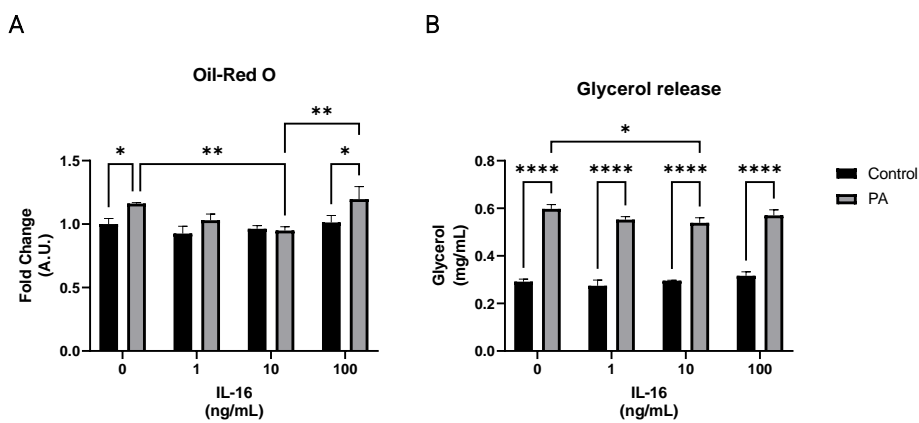 A
B
Oil-Red O
Glycerol release
**
*
**
*
*
**** **** **** ****
1.5
1.0
0.5
0.0
Fold Change
(A.U.)
0 1 10 100
IL-16
(ng/mL)
0.8
0.6
0.4
0.2
0.0
Glycerol
(mg/mL)
0 1 10 100
IL-16
(ng/mL)
Control
PA